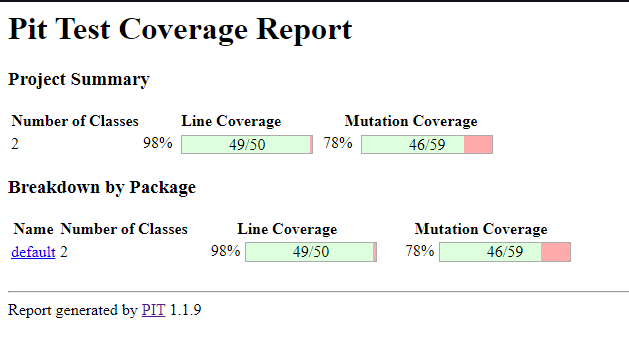 Pit Test Coverage Report
Project Summary
Number of Classes Line Coverage Mutation Coverage
2 98% 49/50 78% 46/59
Breakdown by Package
Name Number of Classes Line Coverage Mutation Coverage
default 2 98% 49/50 78% 46/59
Report generated by PIT 1.1.9